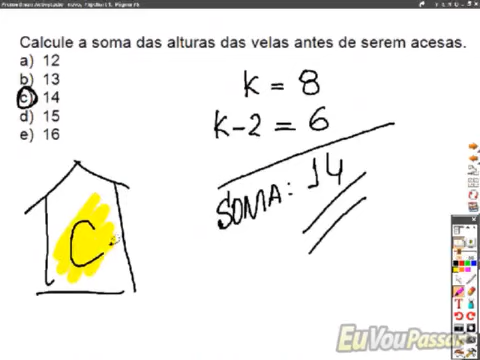 Calcule a soma das alturas das velas antes de serem acesas.
a) 12
b) 13
c) 14
d) 15
e) 16
k = 8
k-2 = 6
SOMA: 14
C
EuVouPassar